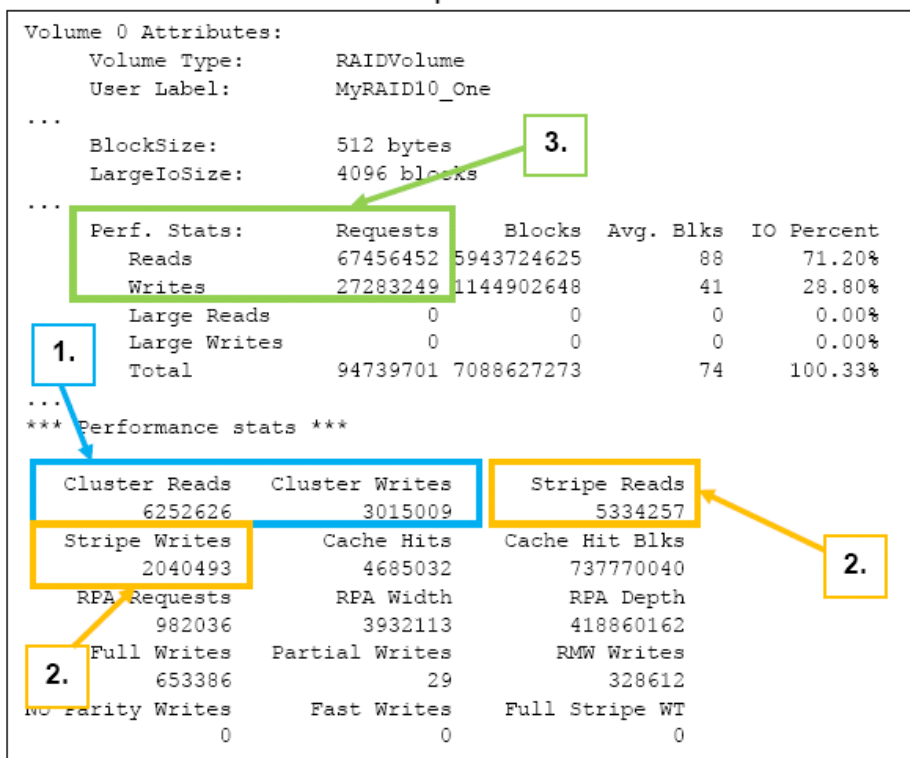 Volume 0 Attributes:
Volume Type: RAIDVolume
User Label: MyRAID10_One
...
BlockSize: 512 bytes
3.
LargeIoSize: 4096 blocks
...
Perf. Stats: Requests Blocks Avg. Blks IO Percent
Reads 67456452 5943724625 88 71.20%
Writes 27283249 1144902648 41 28.80%
Large Reads 0 0 0 0.00%
Large Writes 0 0 0 0.00%
1.
Total 94739701 7088627273 74 100.33%
...
*** Performance stats ***
Cluster Reads Cluster Writes Stripe Reads
6252626 3015009 5334257
Stripe Writes Cache Hits Cache Hit Blks
2040493 4685032 737770040
2.
RPA Requests RPA Width RPA Depth
982036 3932113 418860162
Full Writes Partial Writes RMW Writes
2.
653386 29 328612
No Parity Writes Fast Writes Full Stripe WT
0 0 0